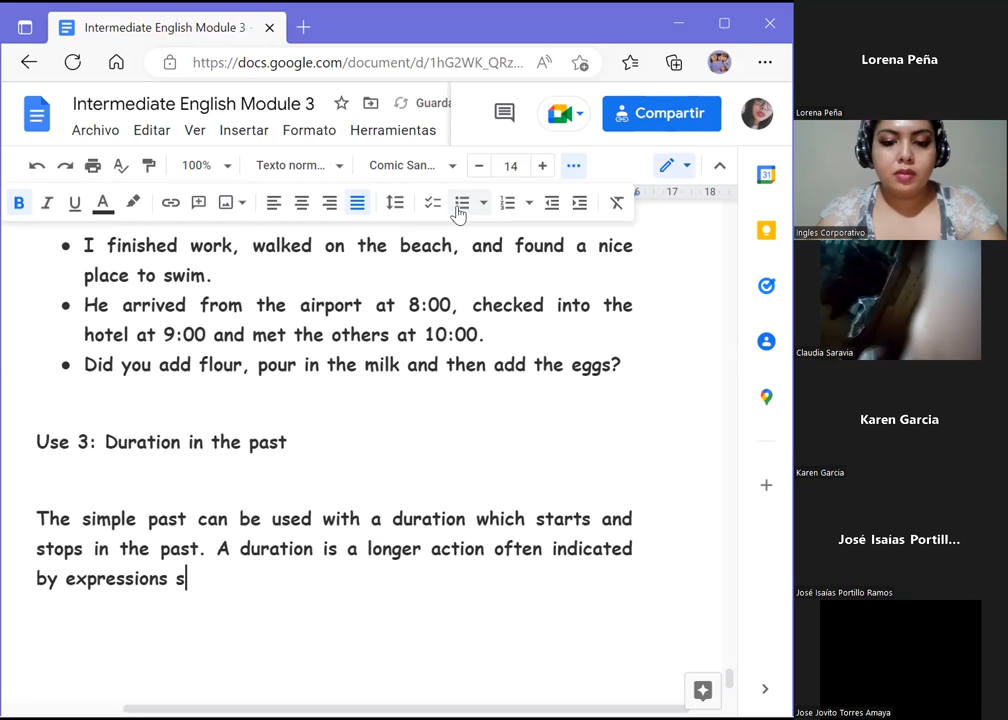 Intermediate English Module 3 -
https://docs.google.com/document/d/1hG2WK_QRz...
Intermediate English Module 3
Guarda
Compartir
Archivo Editar Ver Insertar Formato Herramientas
100% Texto norm... Comic San... 14
17 18
I finished work, walked on the beach, and found a nice
place to swim.
He arrived from the airport at 8:00, checked into the
hotel at 9:00 and met the others at 10:00.
Did you add flour, pour in the milk and then add the eggs?
Use 3: Duration in the past
The simple past can be used with a duration which starts and
stops in the past. A duration is a longer action often indicated
by expressions s
Lorena Peña
Lorena Peña
Ingles Corporativo
Claudia Saravia
Karen Garcia
Karen Garcia
José Isaías Portill...
José Isaías Portillo Ramos
Jose Jovito Torres Amaya